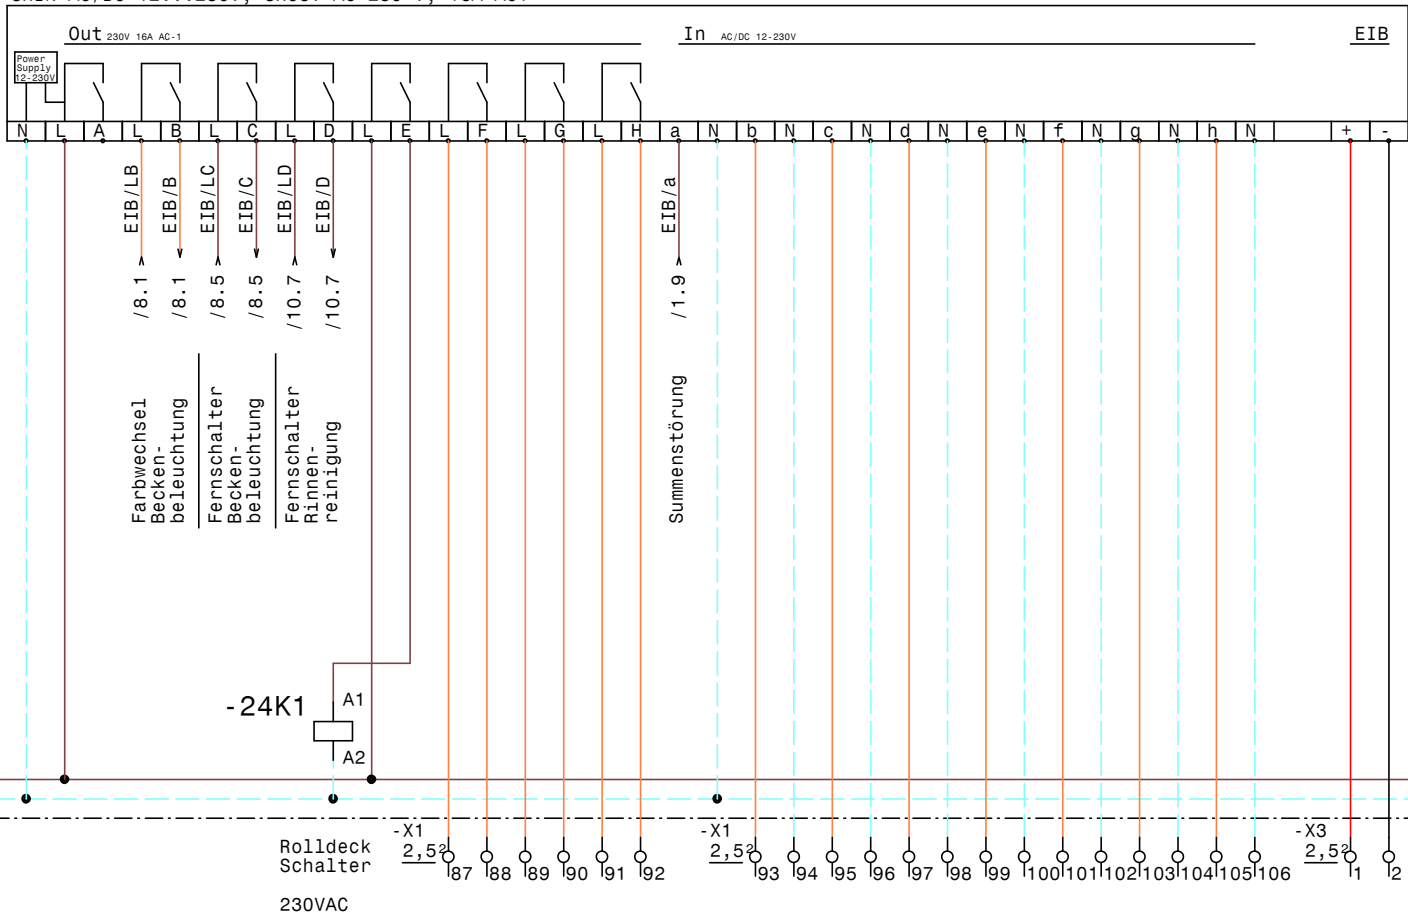 Out 230V 16A AC-1
In AC/DC 12-230V
EIB
Power
Supply
12-230V
N L A L B L C L D L E L F L G L H a N b N c N d N e N f N g N h N + -
EIB/LB
EIB/B
EIB/LC
EIB/C
EIB/LD
EIB/D
EIB/a
/8.1
/8.1
/8.5
/8.5
/10.7
/10.7
/1.9
Farbwechsel
Becken-
beleuchtung
Fernschalter
Becken-
beleuchtung
Fernschalter
Rinnen-
reinigung
Summenstörung
-24K1
A1
A2
Rolldeck
Schalter
230VAC
-X1
2,5²
87 88 89 90 91 92
-X1
2,5²
93 94 95 96 97 98 99 100 101 102 103 104 105 106
-X3
2,5²
1 2